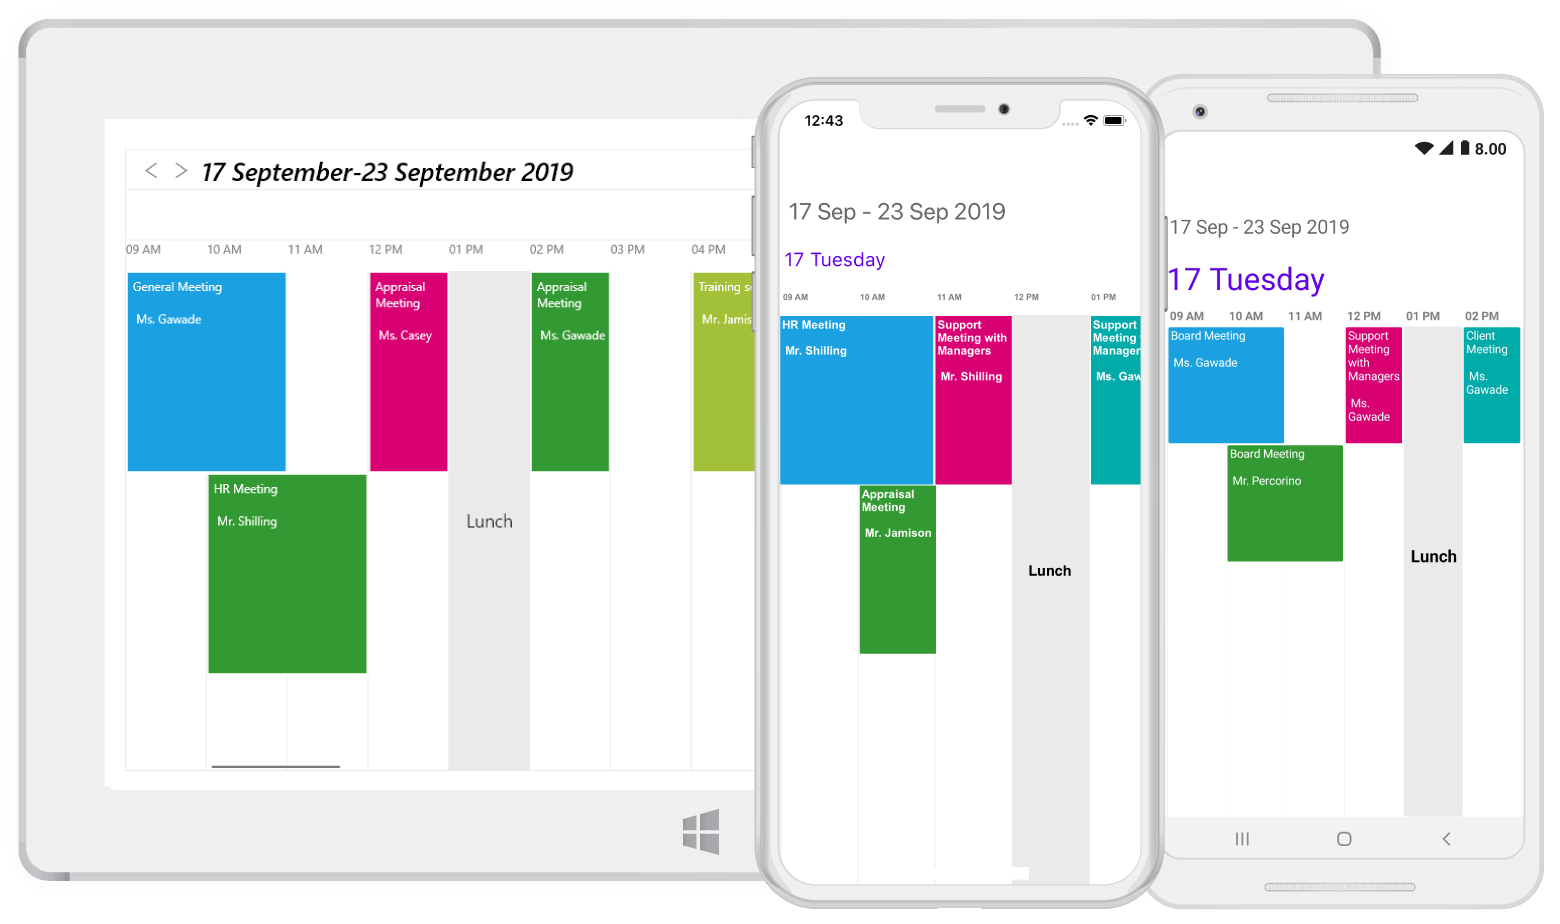 17 September-23 September 2019
09 AM 10 AM 11 AM 12 PM 01 PM 02 PM 03 PM 04 PM
General Meeting
Ms. Gawade
Appraisal
Meeting
Ms. Casey
Appraisal
Meeting
Ms. Gawade
Training
Mr. Jamis
HR Meeting
Mr. Shilling
Lunch
12:43
17 Sep - 23 Sep 2019
17 Tuesday
09 AM 10 AM 11 AM 12 PM 01 PM
HR Meeting
Mr. Shilling
Support
Meeting with
Managers
Mr. Shilling
Support
Meeting
Manager
Ms. Gaw
Appraisal
Meeting
Mr. Jamison
Lunch
8.00
17 Sep - 23 Sep 2019
17 Tuesday
09 AM 10 AM 11 AM 12 PM 01 PM 02 PM
Board Meeting
Ms. Gawade
Support
Meeting
with
Managers
Ms.
Gawade
Client
Meeting
Ms.
Gawade
Board Meeting
Mr. Percorino
Lunch